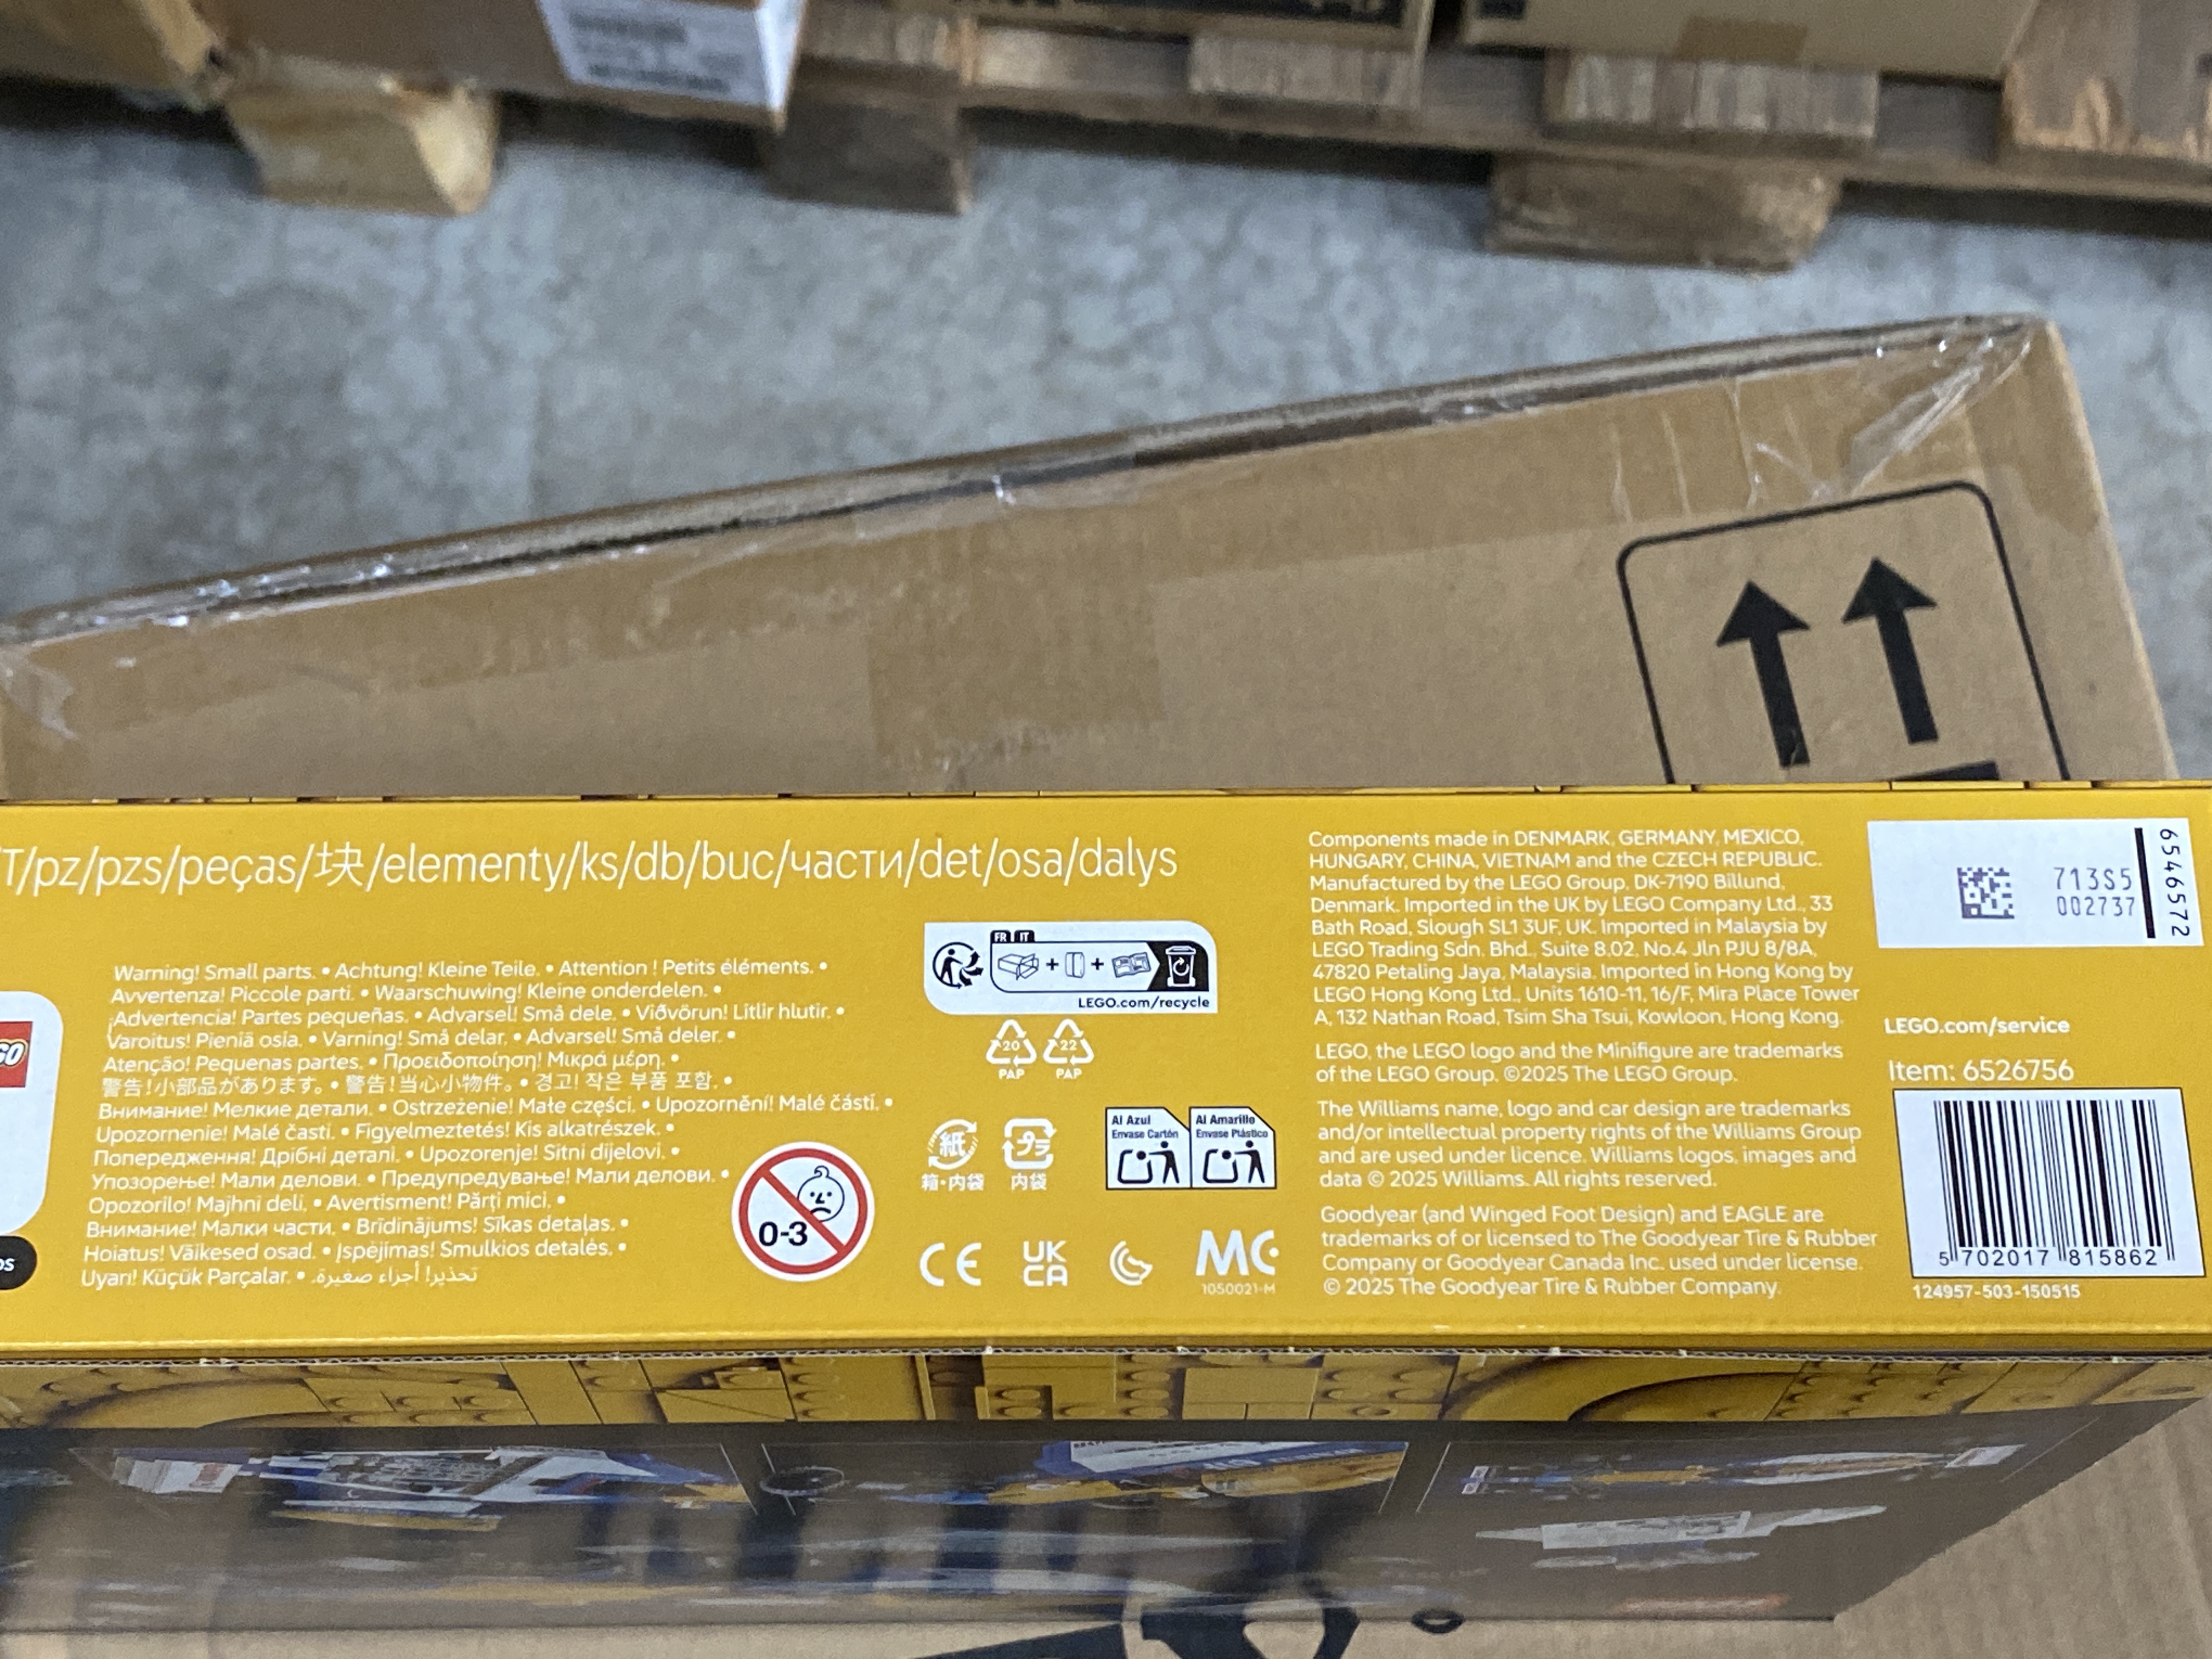 T/pz/pzs/peças/块/elementy/ks/db/buc/части/det/osa/dalys
Warning! Small parts. • Achtung! Kleine Teile. • Attention ! Petits éléments. •
Avvertenza! Piccole parti. • Waarschuwing! Kleine onderdelen. •
¡Advertencia! Partes pequeñas. • Advarsel! Små dele. • Viðvörun! Litlir hlutir. •
Varoitus! Pieniä osia. • Varning! Små delar. • Advarsel! Små deler. •
Atenção! Pequenas partes. • Προειδοποίηση! Μικρά μέρη. •
警告!小部品があります。• 警告!当心小物件。• 경고! 작은 부품 포함. •
Внимание! Мелкие детали. • Ostrzeżenie! Małe części. • Upozornění! Malé části. •
Upozornenie! Malé časti. • Figyelmeztetés! Kis alkatrészek. •
Попередження! Дрібні деталі. • Upozorenje! Sitni dijelovi. •
Упозорење! Мали делови. • Предупредување! Мали делови. •
Opozorilo! Majhni deli. • Avertisment! Părți mici. •
Внимание! Малки части. • Brīdinājums! Sīkas detaļas. •
Hoiatus! Väikesed osad. • Įspėjimas! Smulkios detalės. •
Uyarı! Küçük Parçalar. • تحذير! أجزاء صغيرة.
0-3
FR IT
LEGO.com/recycle
20 22
PAP PAP
紙 プラ
箱・内袋 内袋
Al Azul Al Amarillo
Envase Cartón Envase Plástico
CE UK CA MC
1050021-M
Components made in DENMARK, GERMANY, MEXICO,
HUNGARY, CHINA, VIETNAM and the CZECH REPUBLIC.
Manufactured by the LEGO Group, DK-7190 Billund,
Denmark. Imported in the UK by LEGO Company Ltd., 33
Bath Road, Slough SL1 3UF, UK. Imported in Malaysia by
LEGO Trading Sdn. Bhd., Suite 8.02, No.4 Jln PJU 8/8A,
47820 Petaling Jaya, Malaysia. Imported in Hong Kong by
LEGO Hong Kong Ltd., Units 1610-11, 16/F, Mira Place Tower
A, 132 Nathan Road, Tsim Sha Tsui, Kowloon, Hong Kong.
LEGO, the LEGO logo and the Minifigure are trademarks
of the LEGO Group. ©2025 The LEGO Group.
The Williams name, logo and car design are trademarks
and/or intellectual property rights of the Williams Group
and are used under licence. Williams logos, images and
data © 2025 Williams. All rights reserved.
Goodyear (and Winged Foot Design) and EAGLE are
trademarks of or licensed to The Goodyear Tire & Rubber
Company or Goodyear Canada Inc. used under license.
© 2025 The Goodyear Tire & Rubber Company.
713S5
002737
6546572
LEGO.com/service
Item: 6526756
5 702017 815862
124957-503-150515